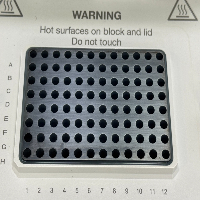 WARNING
Hot surfaces on block and lid
Do not touch
A
B
C
D
E
F
G
H
1 2 3 4 5 6 7 8 9 10 11 12